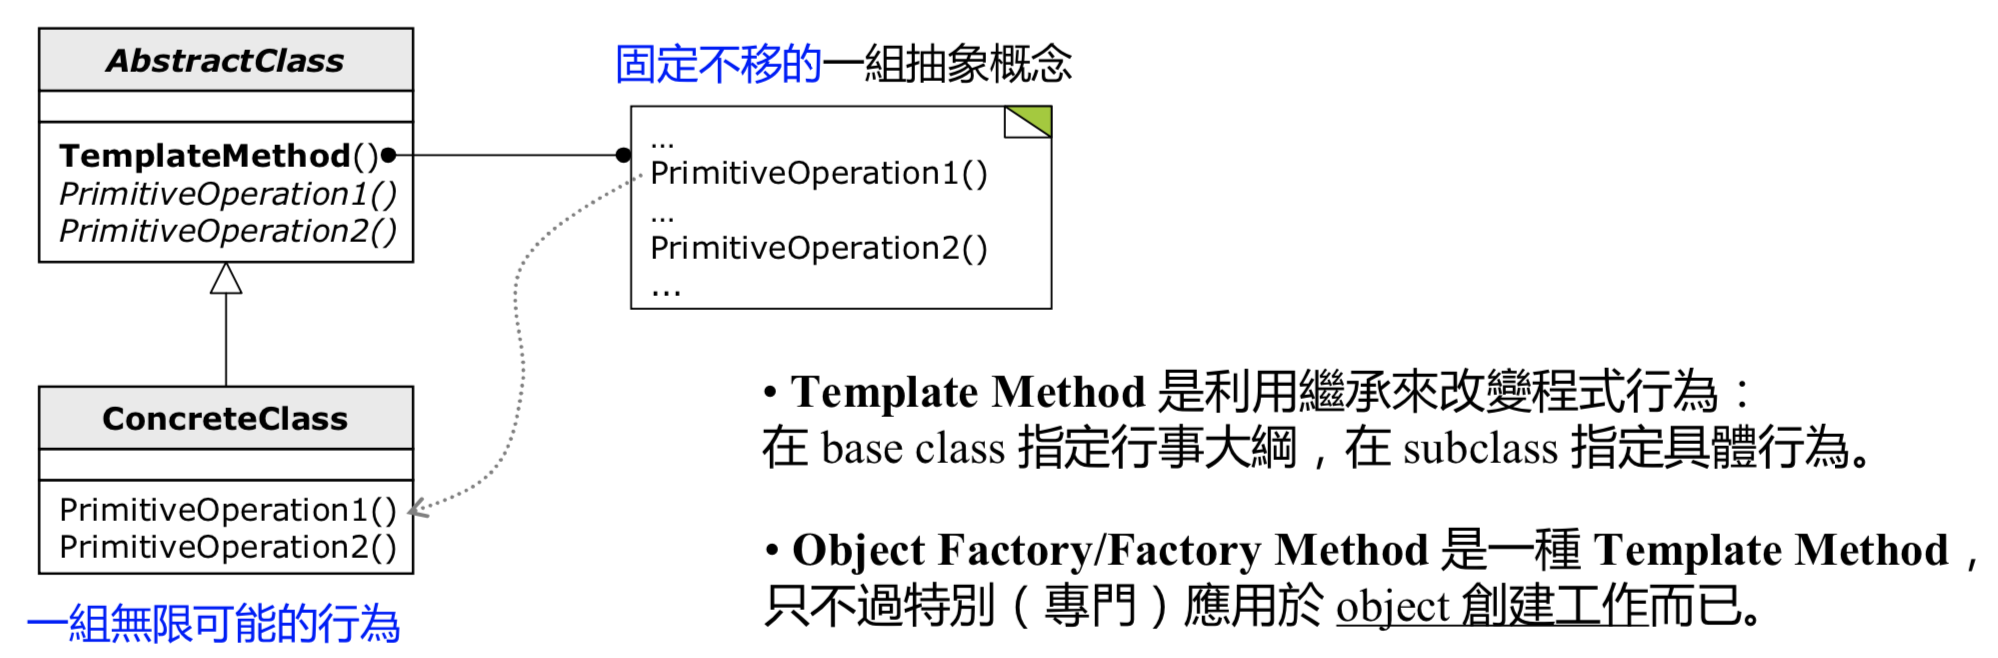 AbstractClass
TemplateMethod()
PrimitiveOperation1()
PrimitiveOperation2()
固定不移的一組抽象概念
...
PrimitiveOperation1()
...
PrimitiveOperation2()
...
ConcreteClass
PrimitiveOperation1()
PrimitiveOperation2()
一組無限可能的行為
• Template Method 是利用繼承來改變程式行為：
在 base class 指定行事大綱，在 subclass 指定具體行為。
• Object Factory/Factory Method 是一種 Template Method，
只不過特別（專門）應用於 object 創建工作而已。